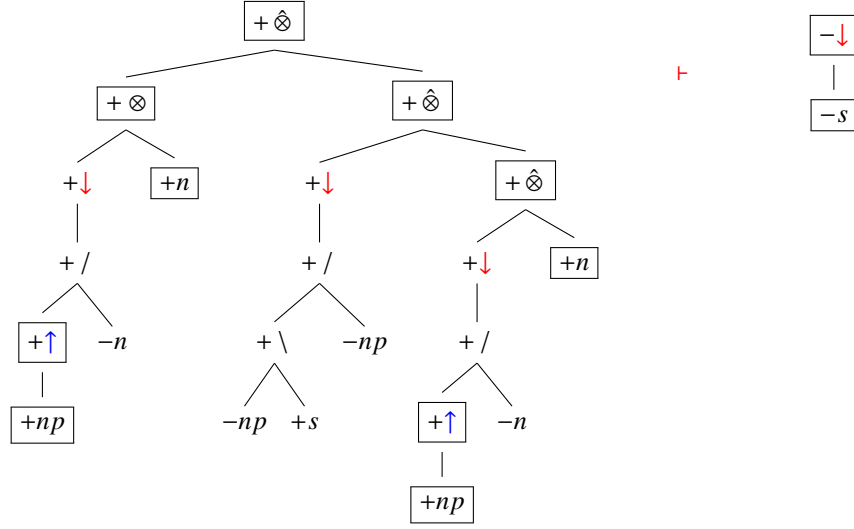 + ⊗̂ −↓
⊢
+ ⊗ + ⊗̂ −s
+↓ +n +↓ + ⊗̂
+ / + / +↓ +n
+↑ −n + \ −np + /
+np −np +s +↑ −n
+np